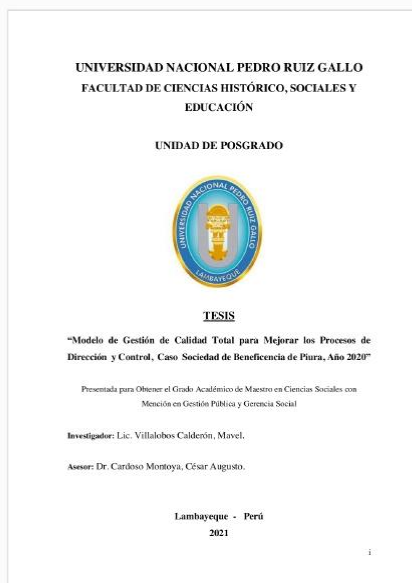 UNIVERSIDAD NACIONAL PEDRO RUIZ GALLO
FACULTAD DE CIENCIAS HISTÓRICO, SOCIALES Y
EDUCACIÓN
UNIDAD DE POSGRADO
UNIVERSIDAD NACIONAL PEDRO RUIZ GALLO
LAMBAYEQUE
TESIS
“Modelo de Gestión de Calidad Total para Mejorar los Procesos de
Dirección y Control, Caso Sociedad de Beneficencia de Piura, Año 2020”
Presentada para Obtener el Grado Académico de Maestro en Ciencias Sociales con
Mención en Gestión Pública y Gerencia Social
Investigador: Lic. Villalobos Calderón, Mavel.
Asesor: Dr. Cardoso Montoya, César Augusto.
Lambayeque - Perú
2021
i